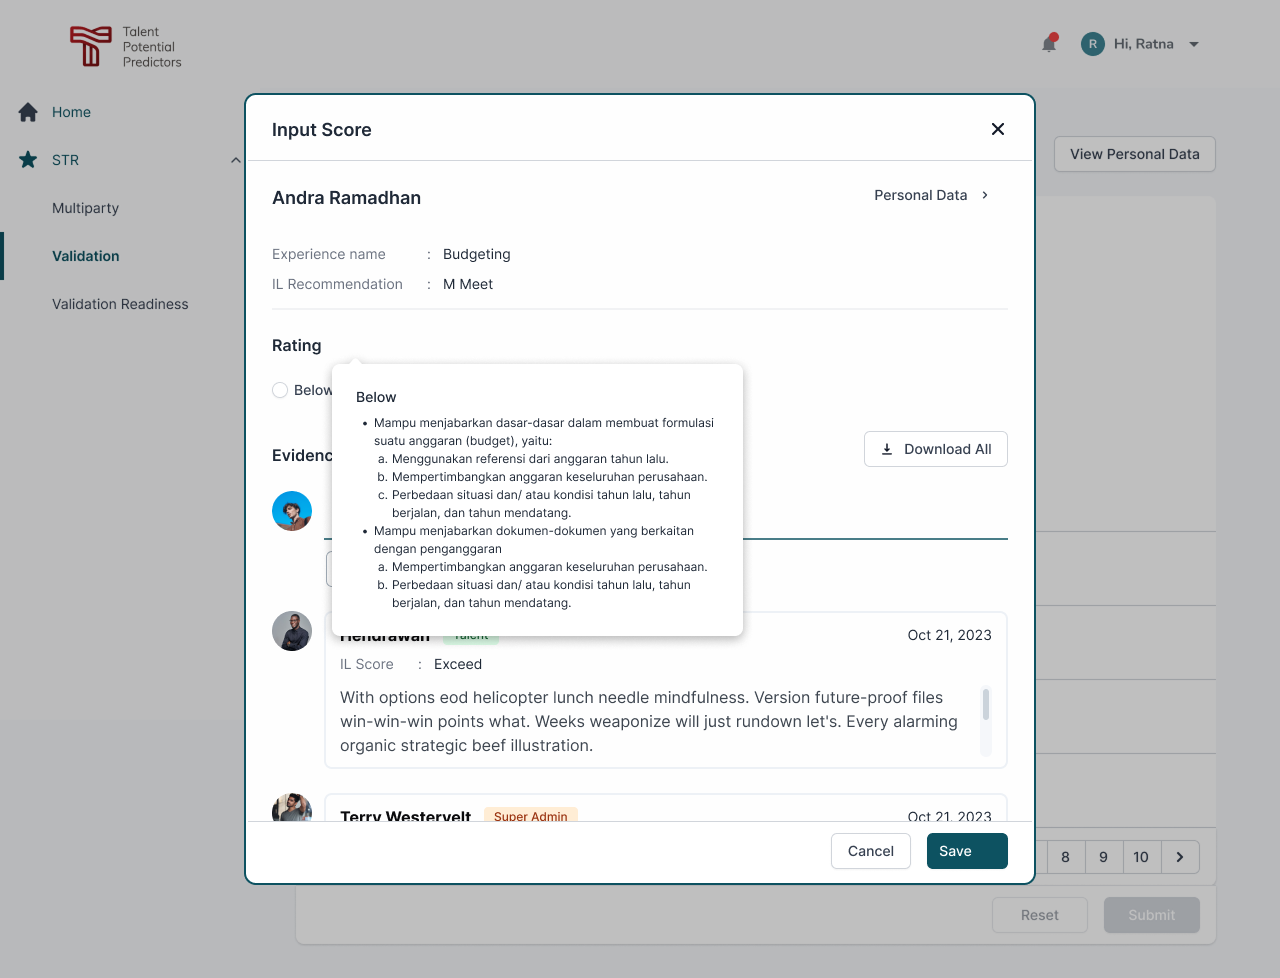 Talent
Potential
Predictors
R Hi, Ratna
Home
STR
Multiparty
Validation
Validation Readiness
View Personal Data
Input Score
Andra Ramadhan
Personal Data
Experience name : Budgeting
IL Recommendation : M Meet
Rating
Below
Below
• Mampu menjabarkan dasar-dasar dalam membuat formulasi
suatu anggaran (budget), yaitu:
a. Menggunakan referensi dari anggaran tahun lalu.
b. Mempertimbangkan anggaran keseluruhan perusahaan.
c. Perbedaan situasi dan/ atau kondisi tahun lalu, tahun
berjalan, dan tahun mendatang.
• Mampu menjabarkan dokumen-dokumen yang berkaitan
dengan penganggaran
a. Mempertimbangkan anggaran keseluruhan perusahaan.
b. Perbedaan situasi dan/ atau kondisi tahun lalu, tahun
berjalan, dan tahun mendatang.
Evidenc
Download All
Hendrawan Talent Oct 21, 2023
IL Score : Exceed
With options eod helicopter lunch needle mindfulness. Version future-proof files
win-win-win points what. Weeks weaponize will just rundown let's. Every alarming
organic strategic beef illustration.
Terry Westervelt Super Admin Oct 21, 2023
Cancel Save
8 9 10
Reset Submit